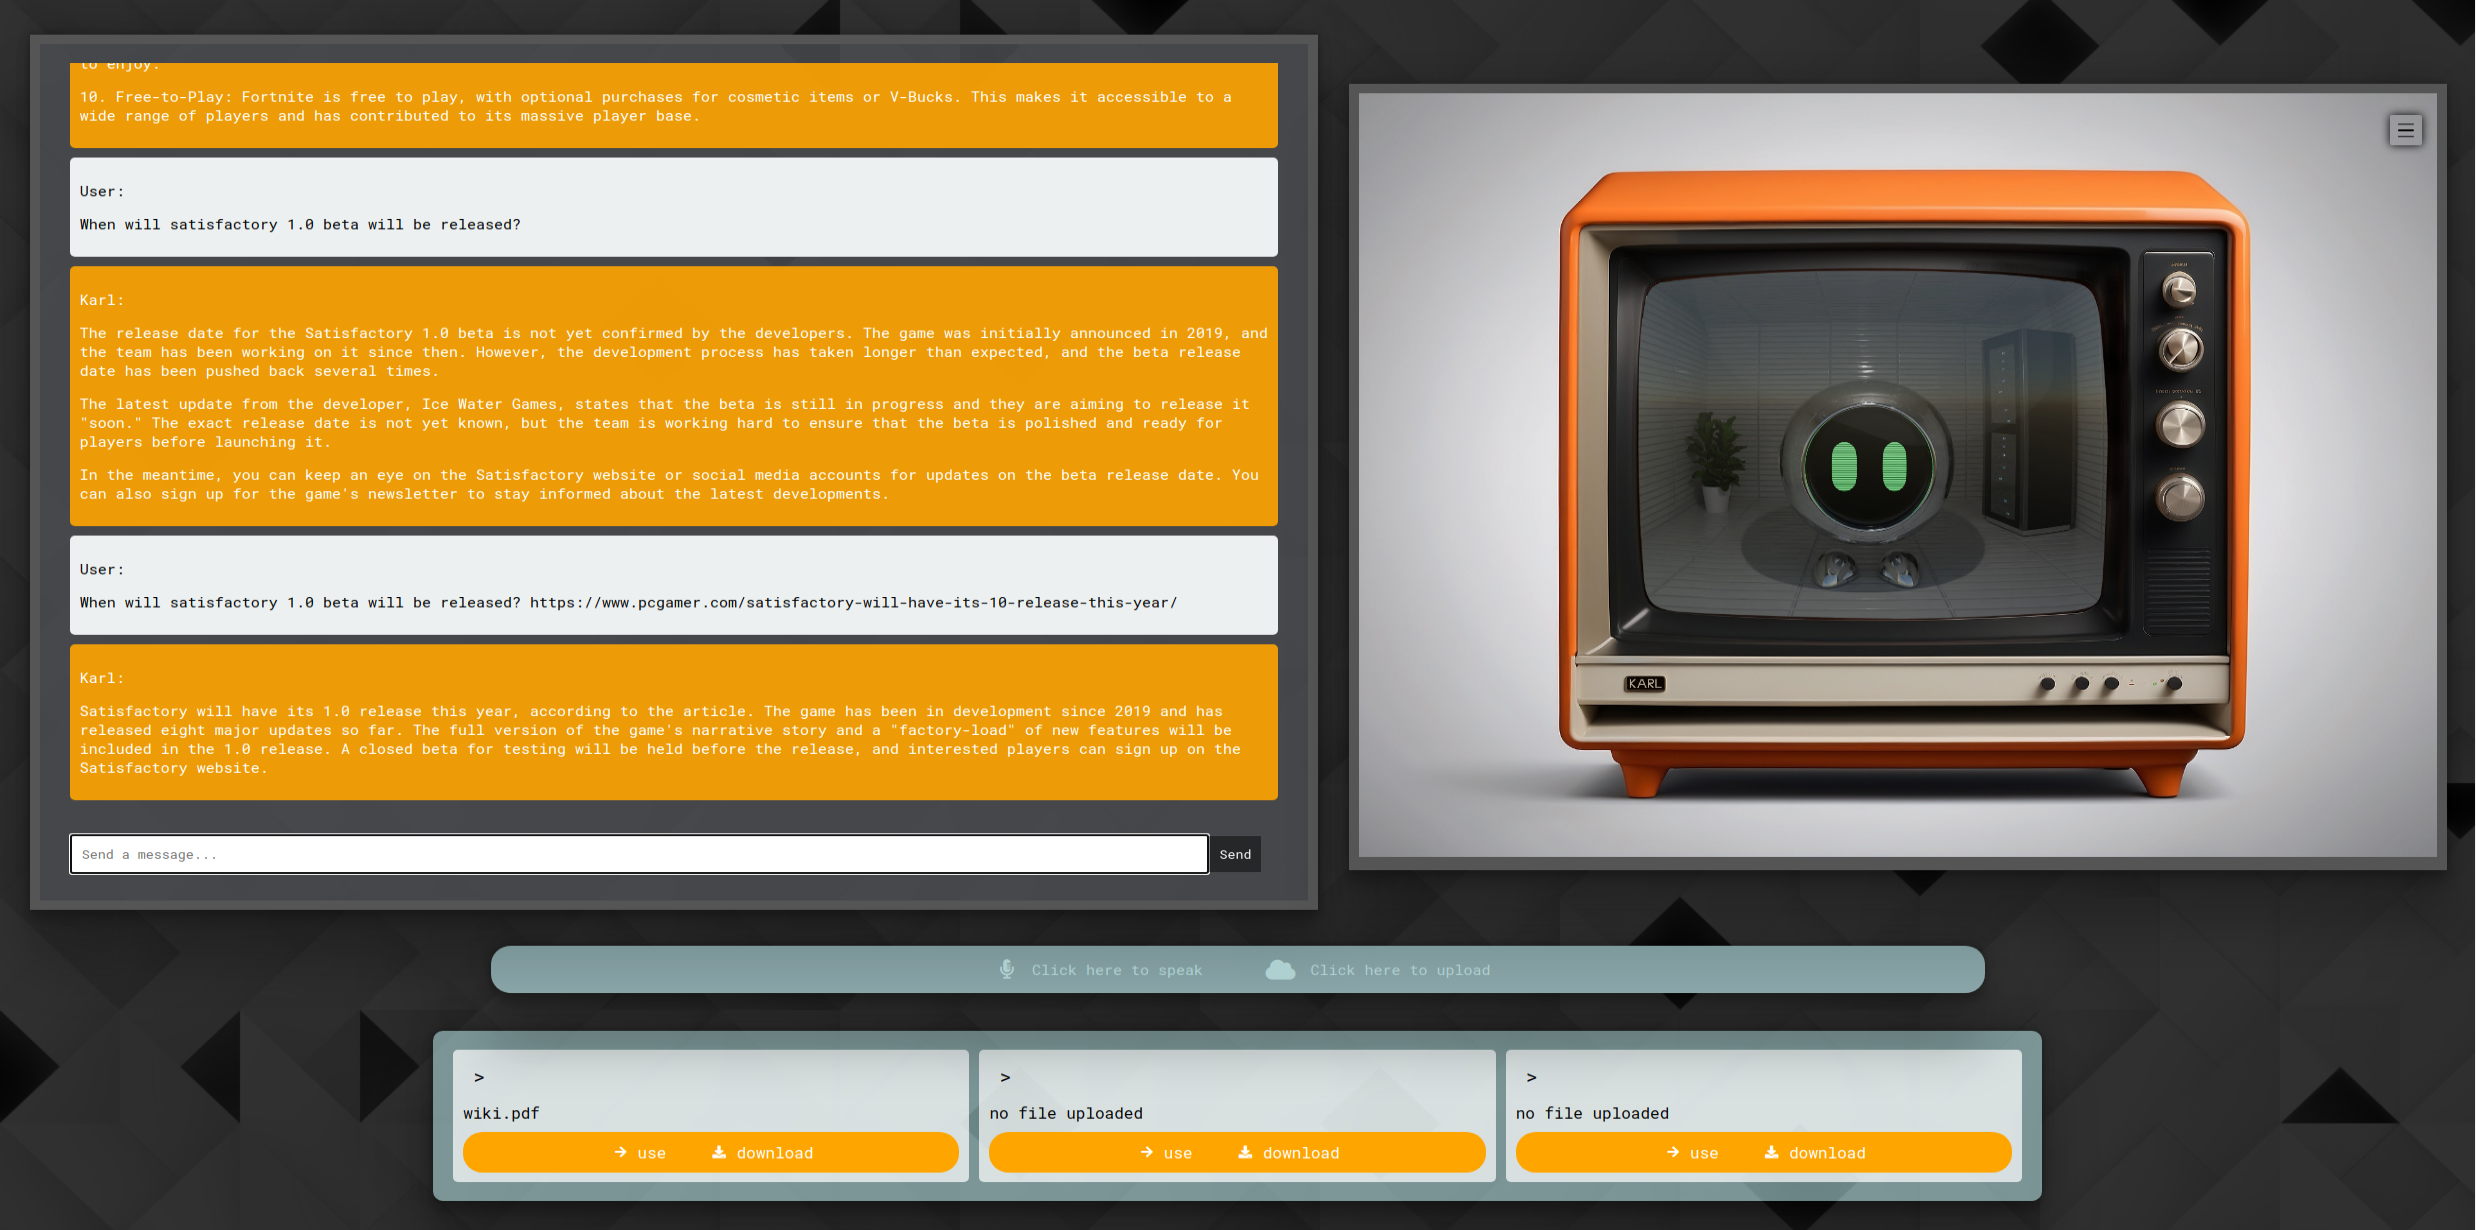 to enjoy.
10. Free-to-Play: Fortnite is free to play, with optional purchases for cosmetic items or V-Bucks. This makes it accessible to a
wide range of players and has contributed to its massive player base.
User:
When will satisfactory 1.0 beta will be released?
Karl:
The release date for the Satisfactory 1.0 beta is not yet confirmed by the developers. The game was initially announced in 2019, and
the team has been working on it since then. However, the development process has taken longer than expected, and the beta release
date has been pushed back several times.
The latest update from the developer, Ice Water Games, states that the beta is still in progress and they are aiming to release it
"soon." The exact release date is not yet known, but the team is working hard to ensure that the beta is polished and ready for
players before launching it.
In the meantime, you can keep an eye on the Satisfactory website or social media accounts for updates on the beta release date. You
can also sign up for the game's newsletter to stay informed about the latest developments.
User:
When will satisfactory 1.0 beta will be released? https://www.pcgamer.com/satisfactory-will-have-its-10-release-this-year/
Karl:
Satisfactory will have its 1.0 release this year, according to the article. The game has been in development since 2019 and has
released eight major updates so far. The full version of the game's narrative story and a "factory-load" of new features will be
included in the 1.0 release. A closed beta for testing will be held before the release, and interested players can sign up on the
Satisfactory website.
Send a message...
Send
KARL
Click here to speak
Click here to upload
>
wiki.pdf
use download
>
no file uploaded
use download
>
no file uploaded
use download